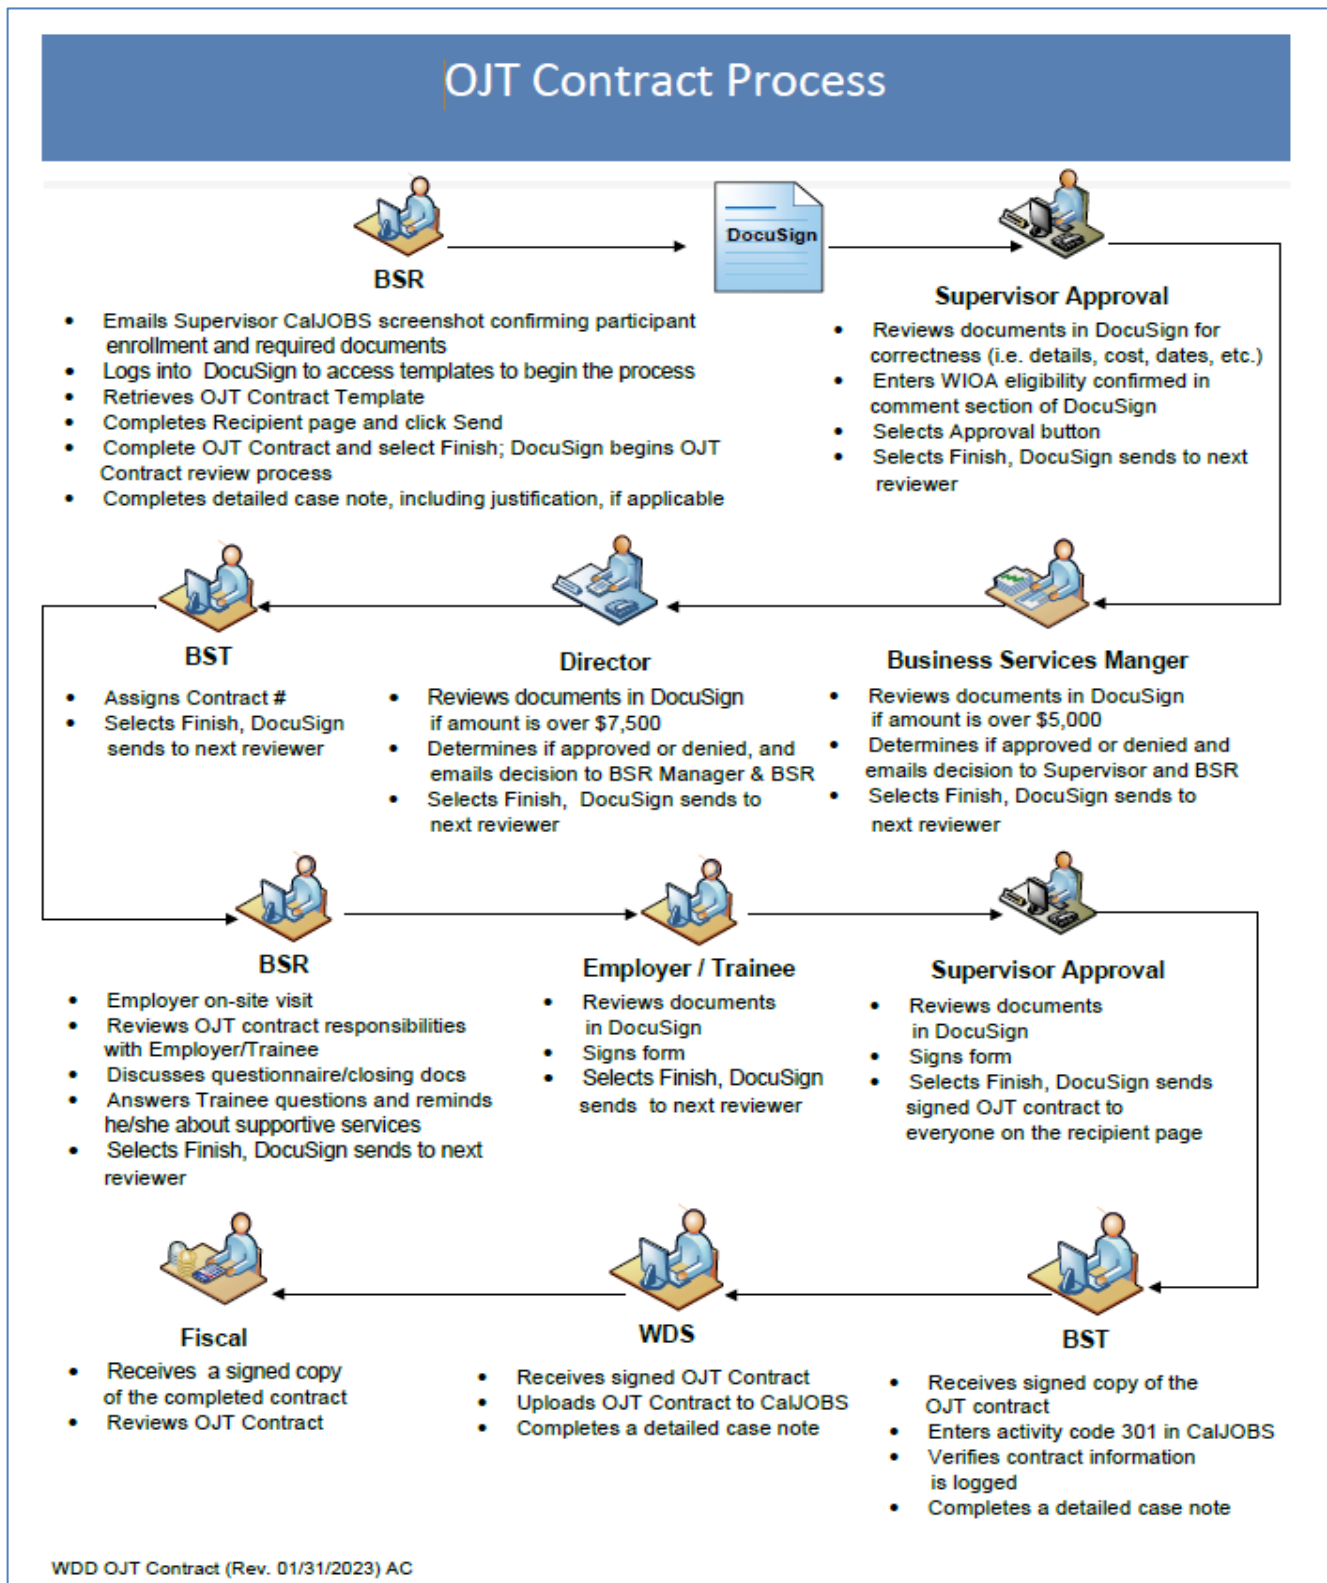 OJT Contract Process
DocuSign
BSR
• Emails Supervisor CalJOBS screenshot confirming participant
enrollment and required documents
• Logs into DocuSign to access templates to begin the process
• Retrieves OJT Contract Template
• Completes Recipient page and click Send
• Complete OJT Contract and select Finish; DocuSign begins OJT
Contract review process
• Completes detailed case note, including justification, if applicable
Supervisor Approval
• Reviews documents in DocuSign for
correctness (i.e. details, cost, dates, etc.)
• Enters WIOA eligibility confirmed in
comment section of DocuSign
• Selects Approval button
• Selects Finish, DocuSign sends to next
reviewer
Business Services Manger
• Reviews documents in DocuSign
if amount is over $5,000
• Determines if approved or denied and
emails decision to Supervisor and BSR
• Selects Finish, DocuSign sends to
next reviewer
Director
• Reviews documents in DocuSign
if amount is over $7,500
• Determines if approved or denied, and
emails decision to BSR Manager & BSR
• Selects Finish, DocuSign sends to
next reviewer
BST
• Assigns Contract #
• Selects Finish, DocuSign
sends to next reviewer
BSR
• Employer on-site visit
• Reviews OJT contract responsibilities
with Employer/Trainee
• Discusses questionnaire/closing docs
• Answers Trainee questions and reminds
he/she about supportive services
• Selects Finish, DocuSign sends to next
reviewer
Employer / Trainee
• Reviews documents
in DocuSign
• Signs form
• Selects Finish, DocuSign
sends to next reviewer
Supervisor Approval
• Reviews documents
in DocuSign
• Signs form
• Selects Finish, DocuSign sends
signed OJT contract to
everyone on the recipient page
BST
• Receives signed copy of the
OJT contract
• Enters activity code 301 in CalJOBS
• Verifies contract information
is logged
• Completes a detailed case note
WDS
• Receives signed OJT Contract
• Uploads OJT Contract to CalJOBS
• Completes a detailed case note
Fiscal
• Receives a signed copy
of the completed contract
• Reviews OJT Contract
WDD OJT Contract (Rev. 01/31/2023) AC